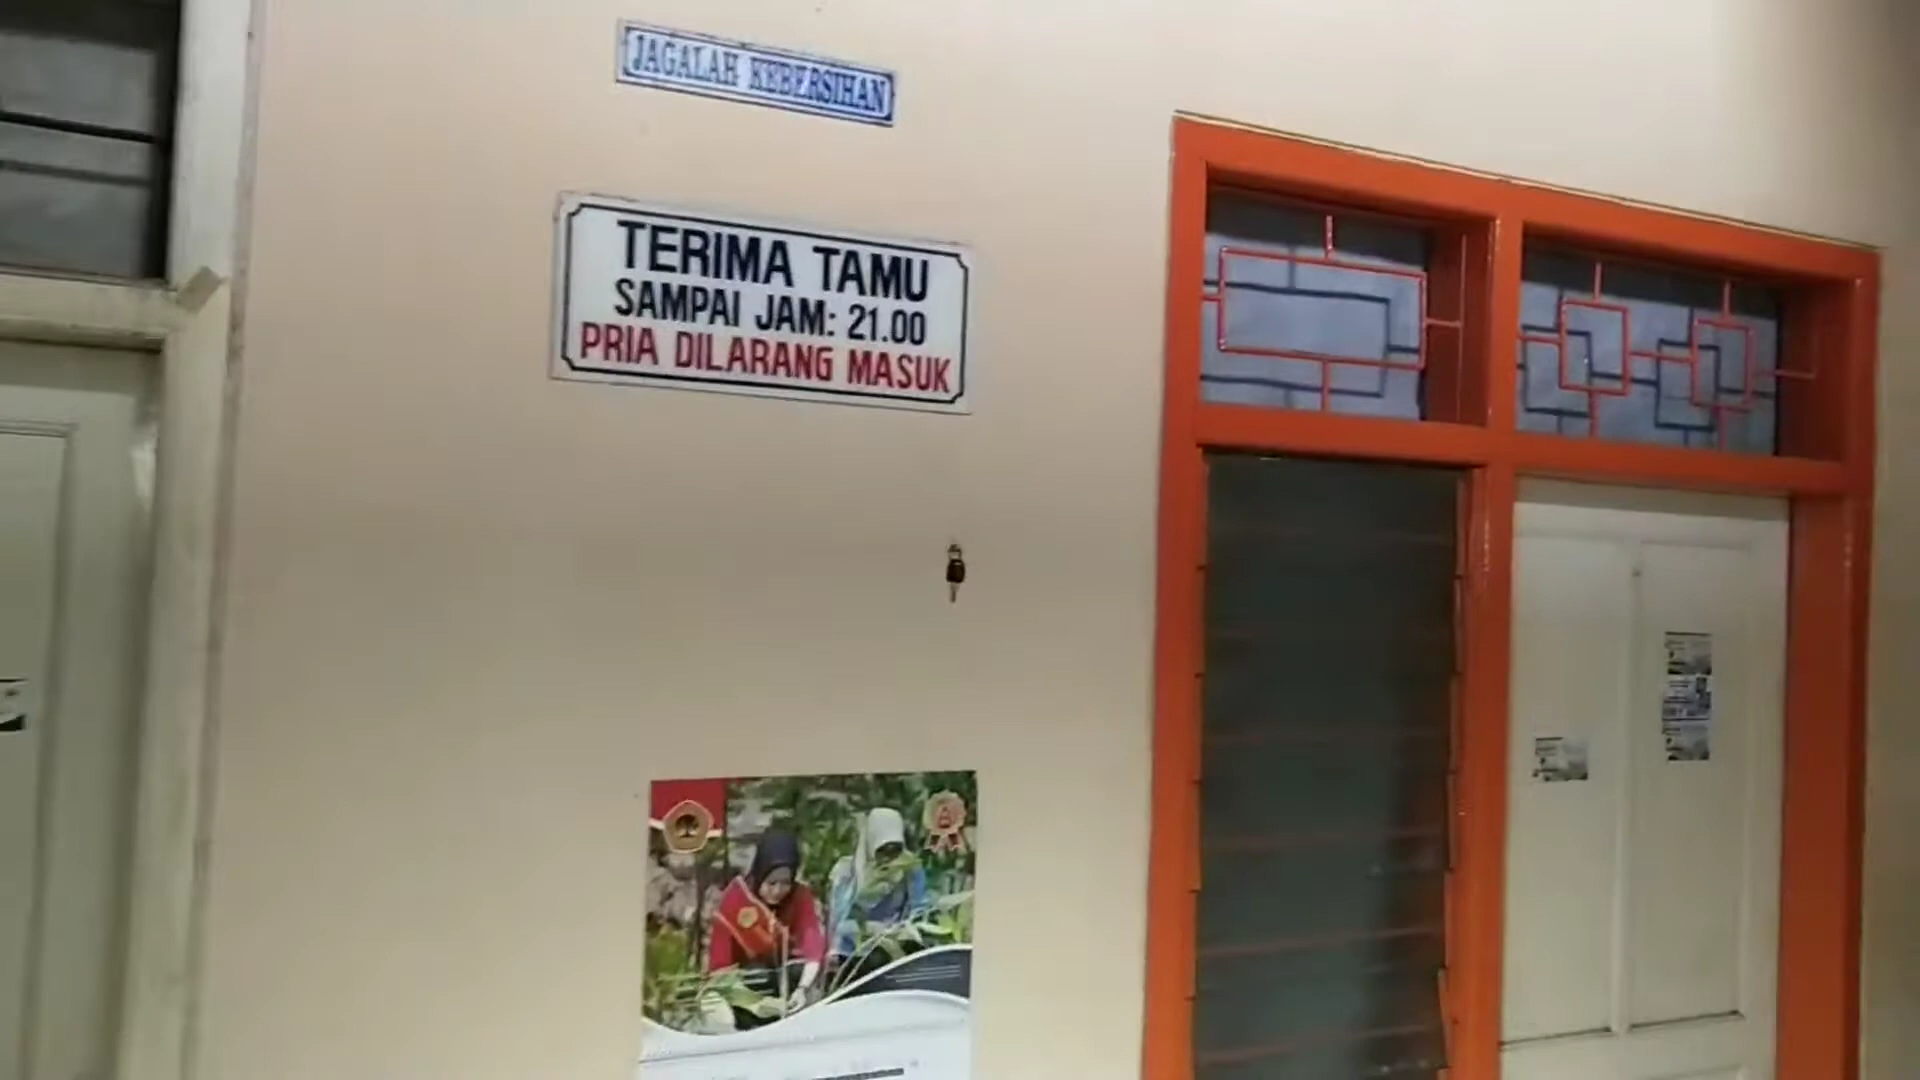 JAGALAH KEBERSIHAN
TERIMA TAMU
SAMPAI JAM: 21.00
PRIA DILARANG MASUK